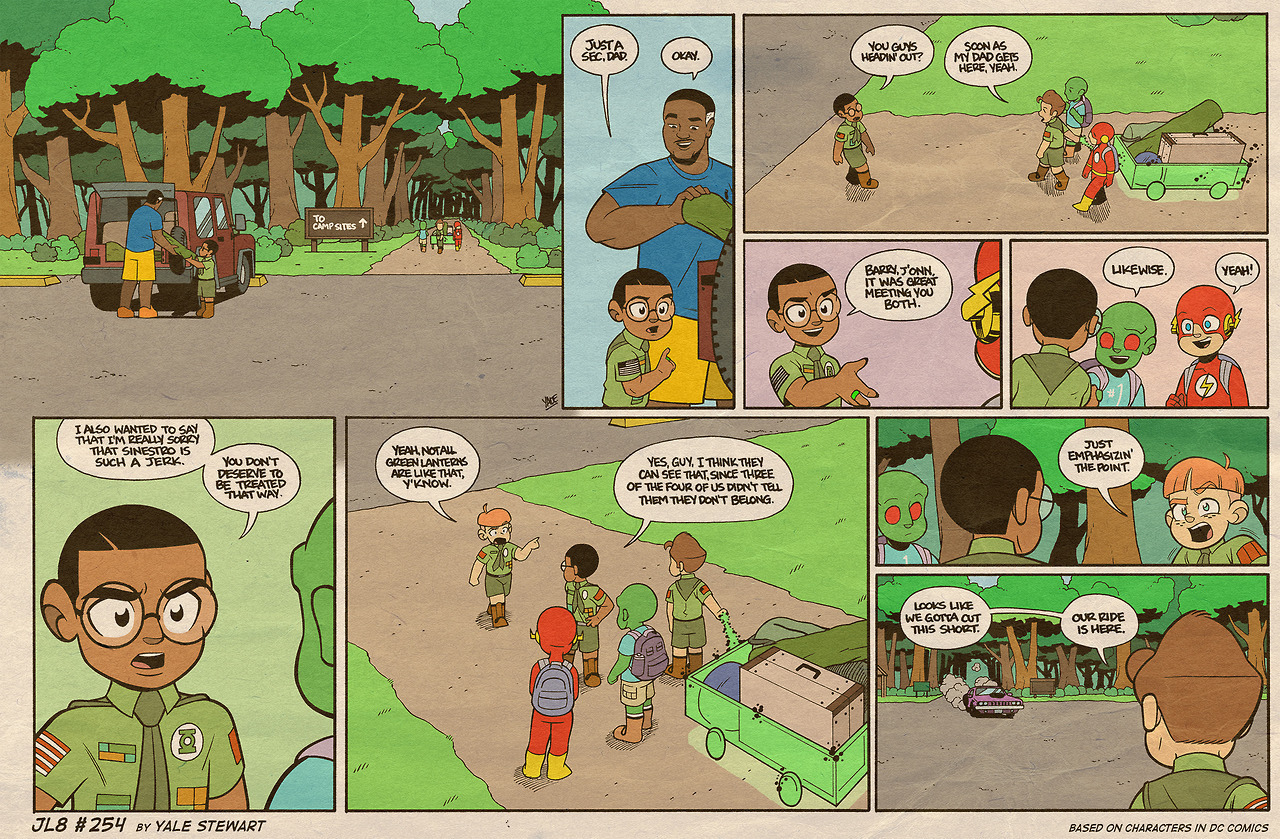 TO
CAMP SITES ↑
YALE
JUST A
SEC, DAD.
OKAY.
YOU GUYS
HEADIN' OUT?
SOON AS
MY DAD GETS
HERE, YEAH.
BARRY, J'ONN,
IT WAS GREAT
MEETING YOU
BOTH.
LIKEWISE.
YEAH!
#1
I ALSO WANTED TO SAY
THAT I'M REALLY SORRY
THAT SINESTRO IS
SUCH A JERK.
YOU DON'T
DESERVE TO
BE TREATED
THAT WAY.
YEAH, NOT ALL
GREEN LANTERNS
ARE LIKE THAT,
Y'KNOW.
YES, GUY, I THINK THEY
CAN SEE THAT, SINCE THREE
OF THE FOUR OF US DIDN'T TELL
THEM THEY DON'T BELONG.
JUST
EMPHASIZIN'
THE POINT.
LOOKS LIKE
WE GOTTA CUT
THIS SHORT.
OUR RIDE
IS HERE.
JL8 #254 BY YALE STEWART
BASED ON CHARACTERS IN DC COMICS